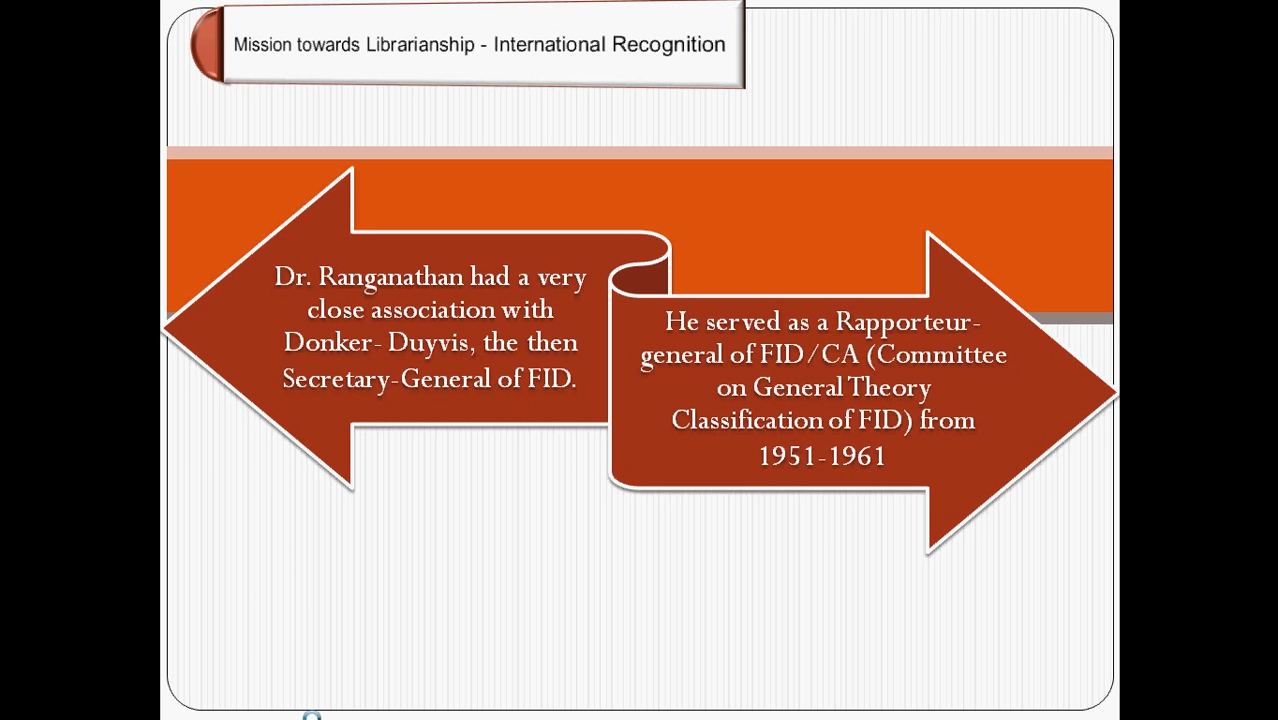 Mission towards Librarianship - International Recognition
Dr. Ranganathan had a very
close association with
Donker- Duyvis, the then
Secretary-General of FID.
He served as a Rapporteur-
general of FID/CA (Committee
on General Theory
Classification of FID) from
1951-1961